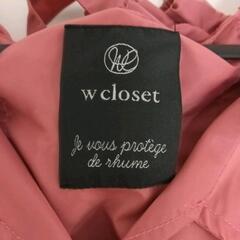 w closet
Je vous protège
de rhume